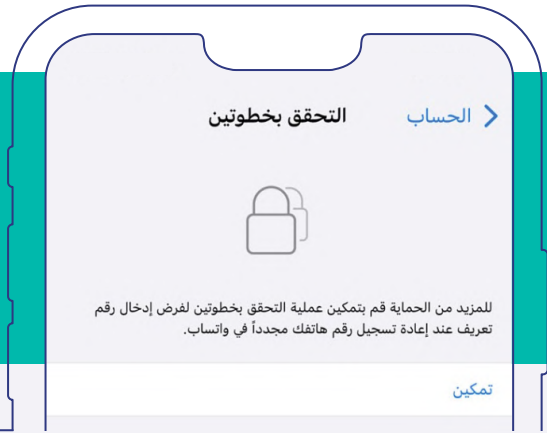 الحساب
التحقق بخطوتين
للمزيد من الحماية قم بتمكين عملية التحقق بخطوتين لفرض إدخال رقم
تعريف عند إعادة تسجيل رقم هاتفك مجدداً في واتساب.
تمكين